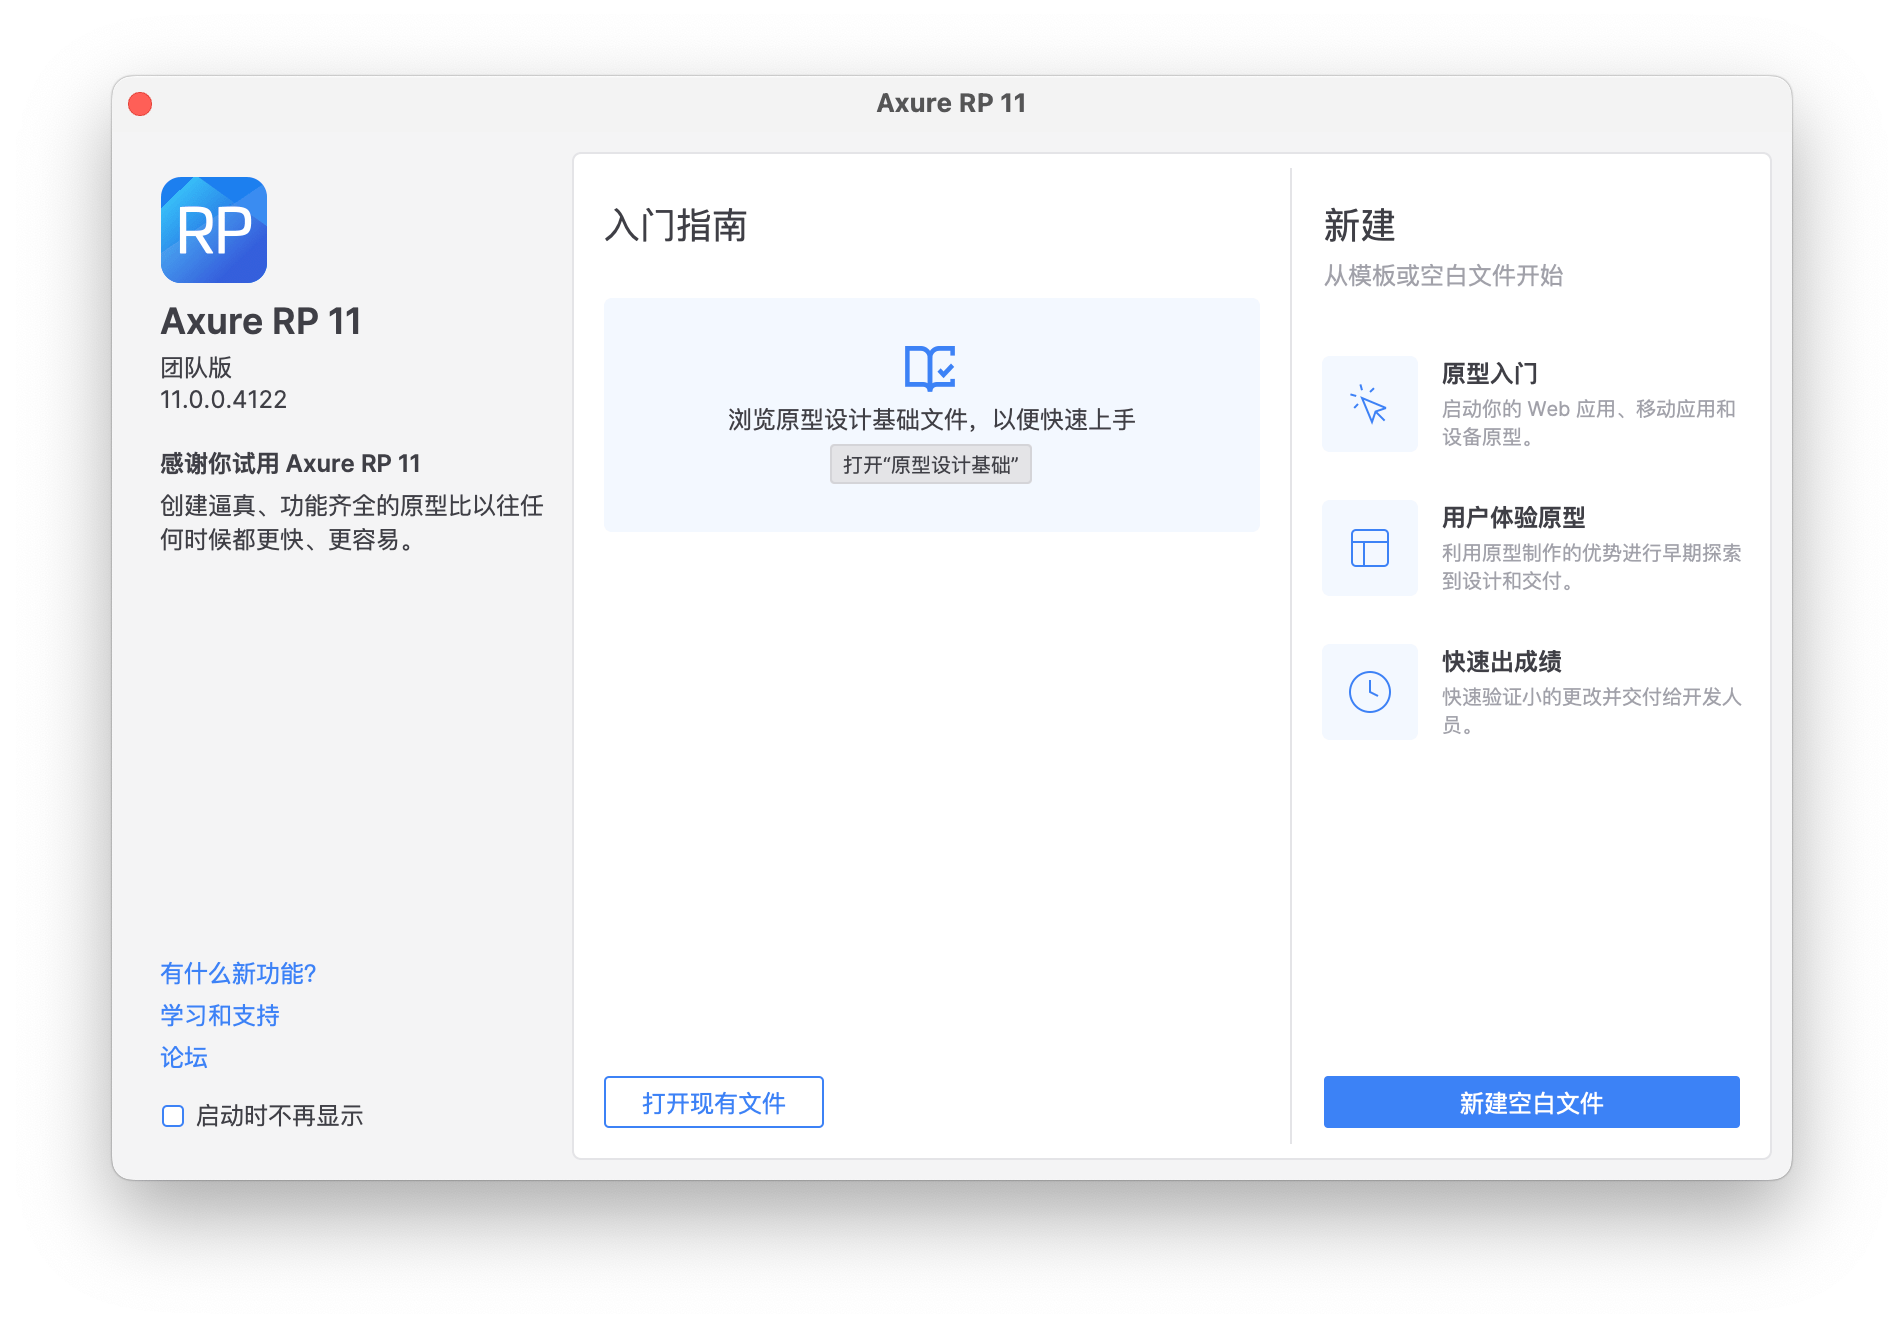 Axure RP 11
RP
Axure RP 11
团队版
11.0.0.4122
感谢你试用 Axure RP 11
创建逼真、功能齐全的原型比以往任
何时候都更快、更容易。
有什么新功能?
学习和支持
论坛
启动时不再显示
入门指南
浏览原型设计基础文件，以便快速上手
打开“原型设计基础”
打开现有文件
新建
从模板或空白文件开始
原型入门
启动你的 Web 应用、移动应用和
设备原型。
用户体验原型
利用原型制作的优势进行早期探索
到设计和交付。
快速出成绩
快速验证小的更改并交付给开发人
员。
新建空白文件